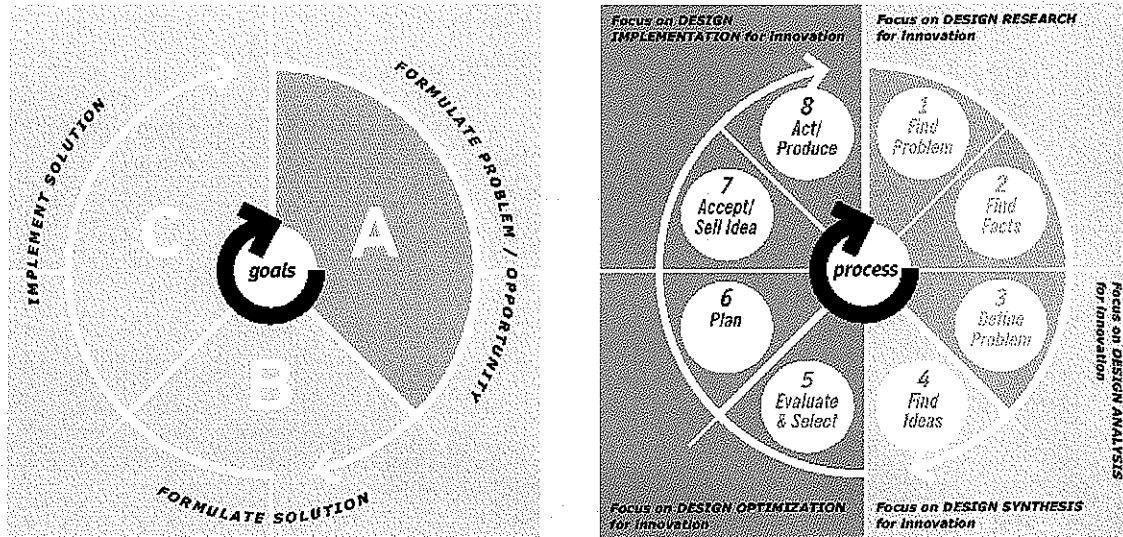 FORMULATE PROBLEM / OPPORTUNITY
IMPLEMENT SOLUTION
C
A
goals
B
FORMULATE SOLUTION
Focus on DESIGN
IMPLEMENTATION for Innovation
Focus on DESIGN RESEARCH
for Innovation
8
Act/
Produce
1
Find
Problem
7
Accept/
Sell Idea
2
Find
Facts
process
6
Plan
3
Define
Problem
5
Evaluate
& Select
4
Find
Ideas
Focus on DESIGN ANALYSIS
for Innovation
Focus on DESIGN OPTIMIZATION
for Innovation
Focus on DESIGN SYNTHESIS
for Innovation